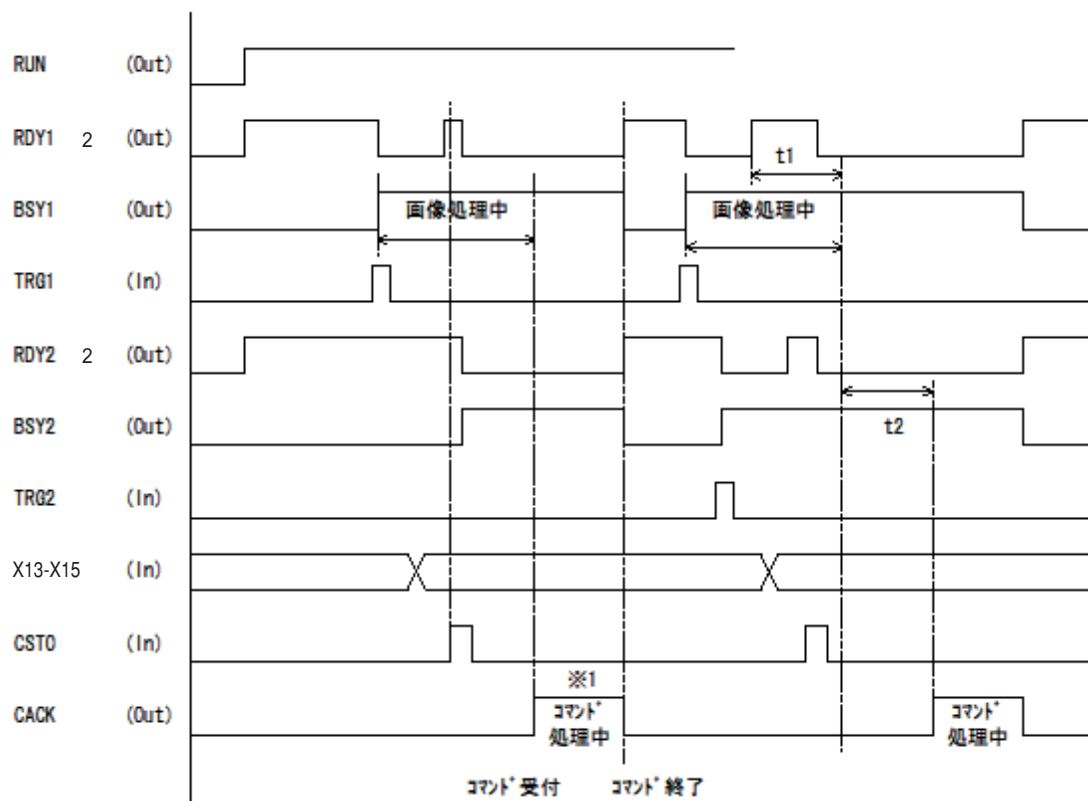 RUN (Out)
RDY1 2 (Out)
t1
BSY1 (Out)
画像処理中 画像処理中
TRG1 (In)
RDY2 2 (Out)
BSY2 (Out)
t2
TRG2 (In)
X13-X15 (In)
CST0 (In)
※1
CACK (Out)
コマンド
処理中
コマンド
処理中
コマンド受付 コマンド終了